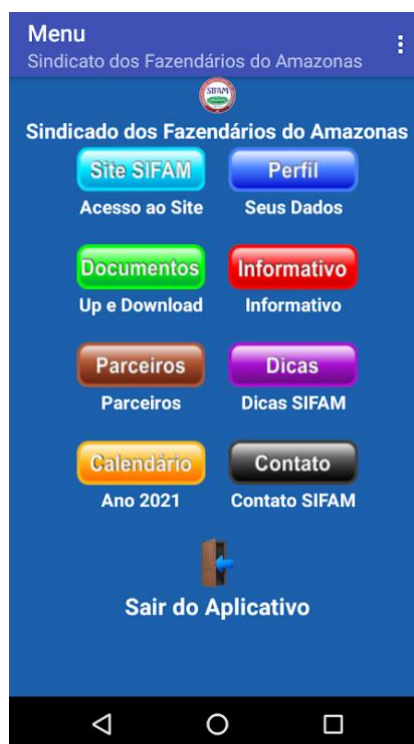 Menu
Sindicato dos Fazendários do Amazonas
SIFAM
Sindicado dos Fazendários do Amazonas
Site SIFAM Perfil
Acesso ao Site Seus Dados
Documentos Informativo
Up e Download Informativo
Parceiros Dicas
Parceiros Dicas SIFAM
Calendário Contato
Ano 2021 Contato SIFAM
Sair do Aplicativo